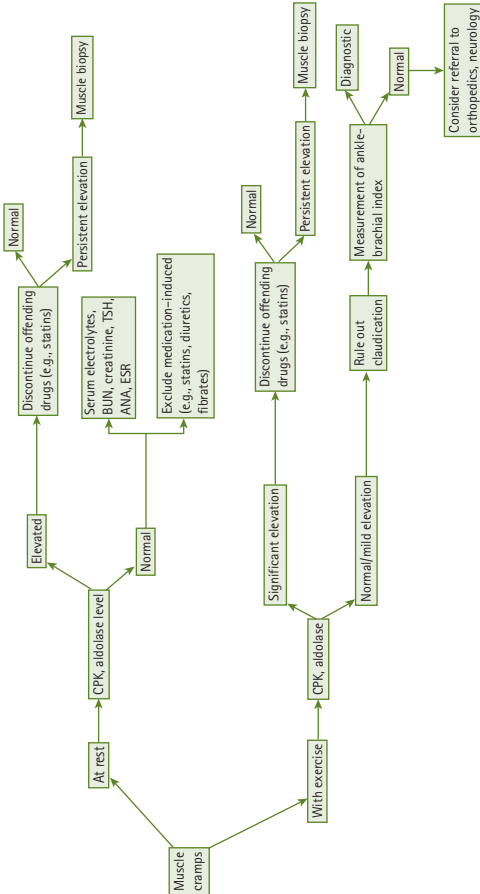 Muscle
cramps
At rest
CPK, aldolase level
Elevated
Discontinue offending
drugs (e.g., statins)
Normal
Persistent elevation
Muscle biopsy
Normal
Serum electrolytes,
BUN, creatinine, TSH,
ANA, ESR
Exclude medication–induced
(e.g., statins, diuretics,
fibrates)
With exercise
CPK, aldolase
Significant elevation
Discontinue offending
drugs (e.g., statins)
Normal
Persistent elevation
Muscle biopsy
Normal/mild elevation
Rule out
claudication
Measurement of ankle–
brachial index
Diagnostic
Normal
Consider referral to
orthopedics, neurology